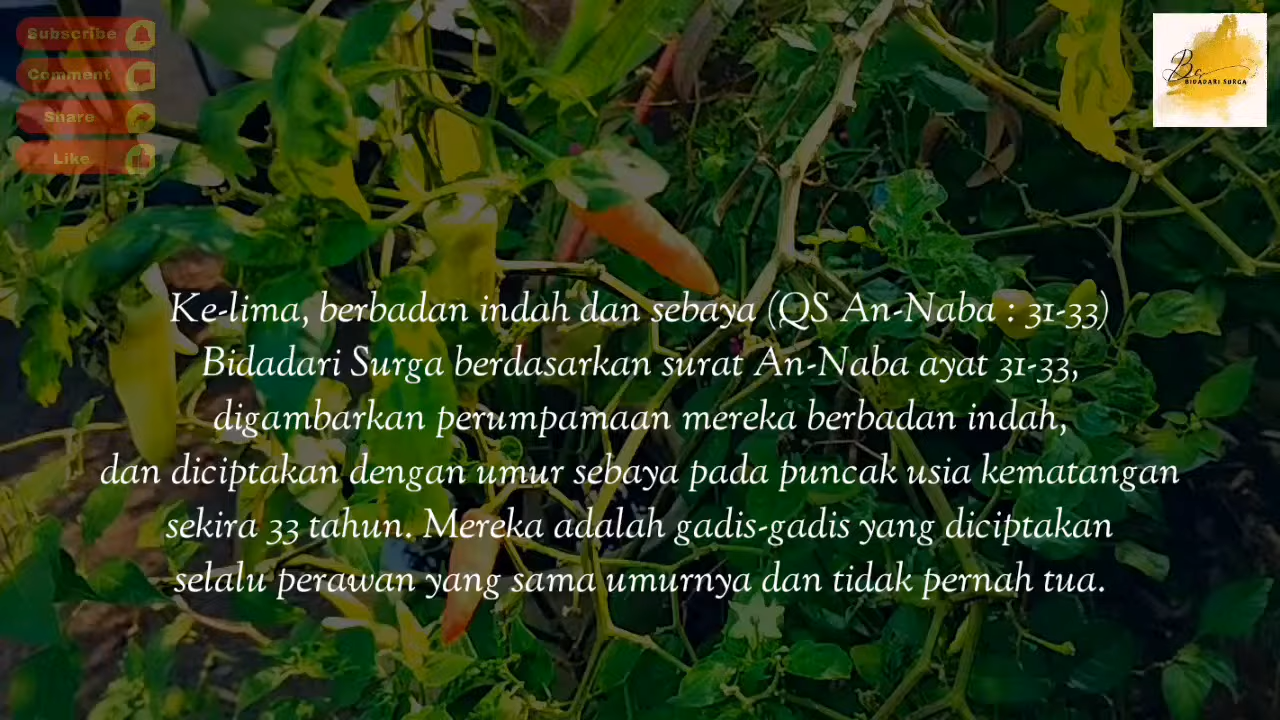 Subscribe
Comment
Share
Like
BIDADARI SURGA
Ke-lima, berbadan indah dan sebaya (QS An-Naba : 31-33)
Bidadari Surga berdasarkan surat An-Naba ayat 31-33,
digambarkan perumpamaan mereka berbadan indah,
dan diciptakan dengan umur sebaya pada puncak usia kematangan
sekira 33 tahun. Mereka adalah gadis-gadis yang diciptakan
selalu perawan yang sama umurnya dan tidak pernah tua.